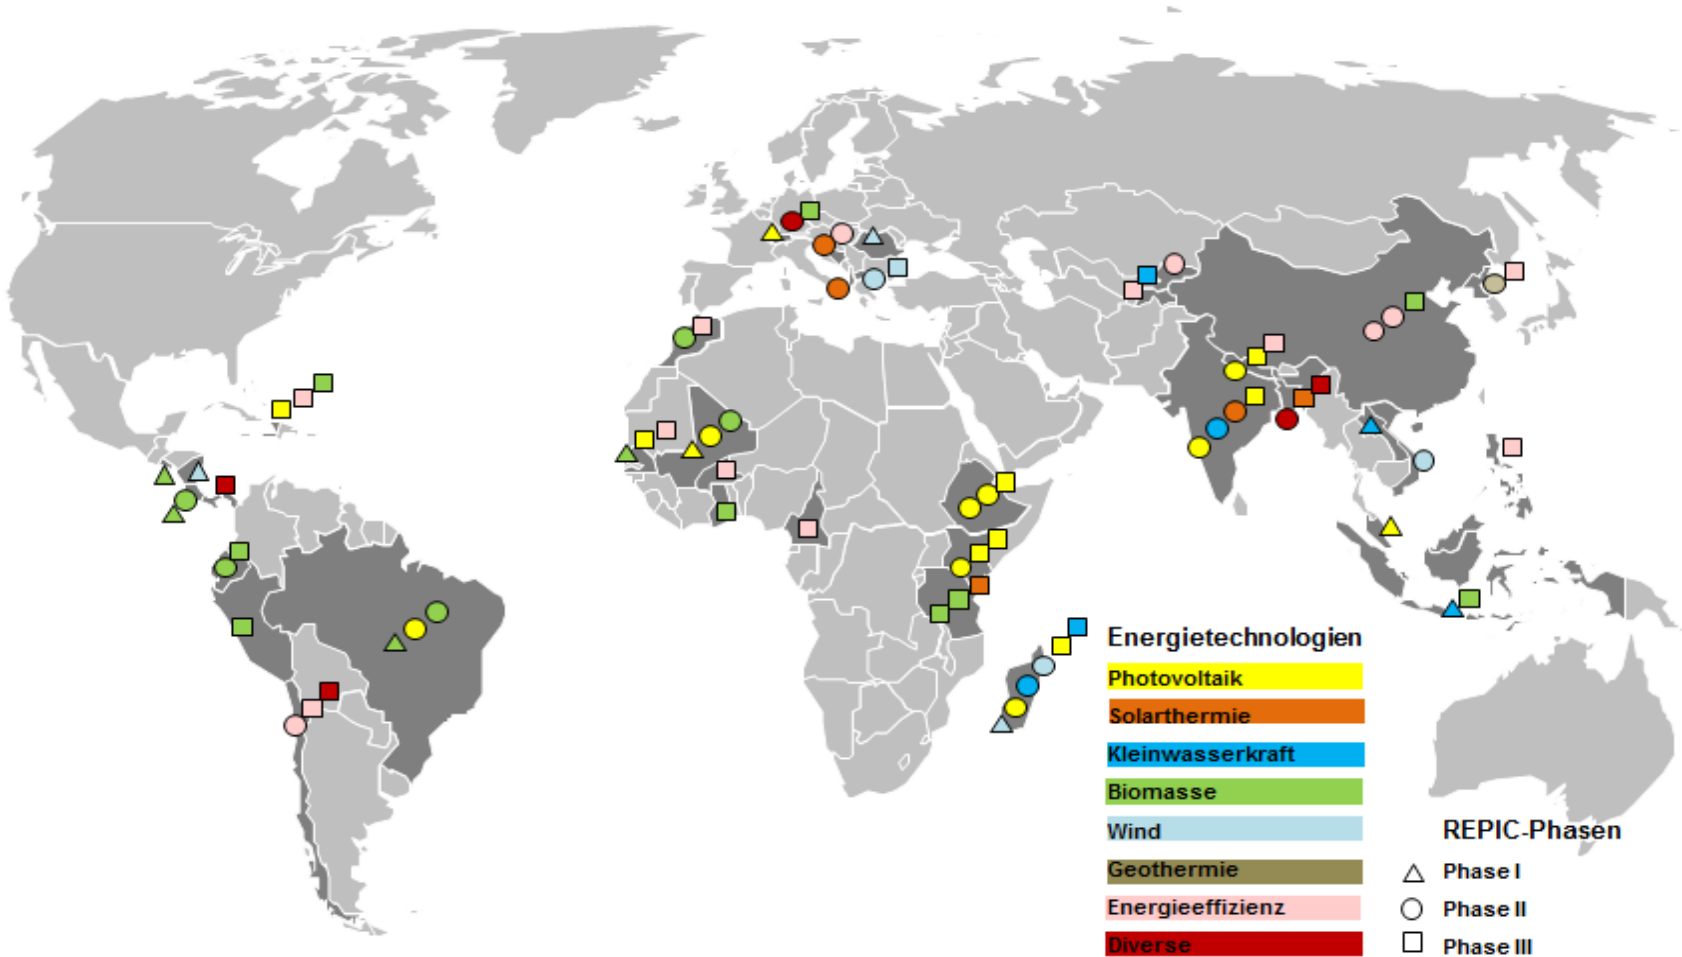 Energietechnologien
Photovoltaik
Solarthermie
Kleinwasserkraft
Biomasse
Wind
Geothermie
Energieeffizienz
Diverse
REPIC-Phasen
Phase I
Phase II
Phase III